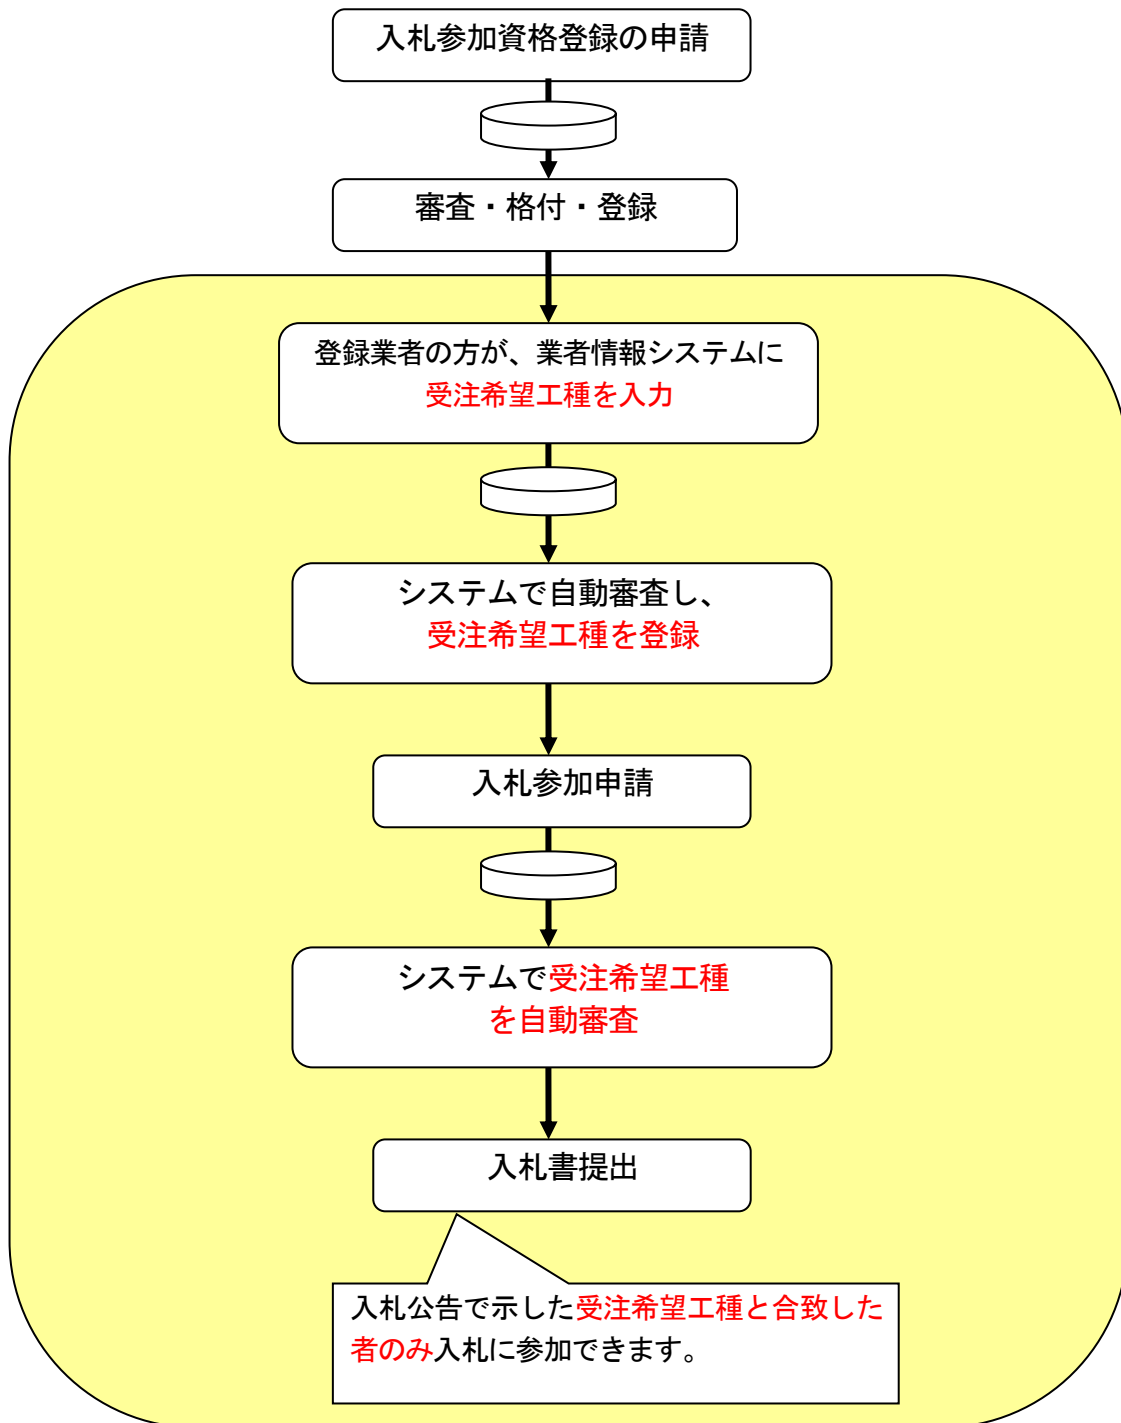 入札参加資格登録の申請
審査・格付・登録
登録業者の方が、業者情報システムに
受注希望工種を入力
システムで自動審査し、
受注希望工種を登録
入札参加申請
システムで受注希望工種
を自動審査
入札書提出
入札公告で示した受注希望工種と合致した
者のみ入札に参加できます。